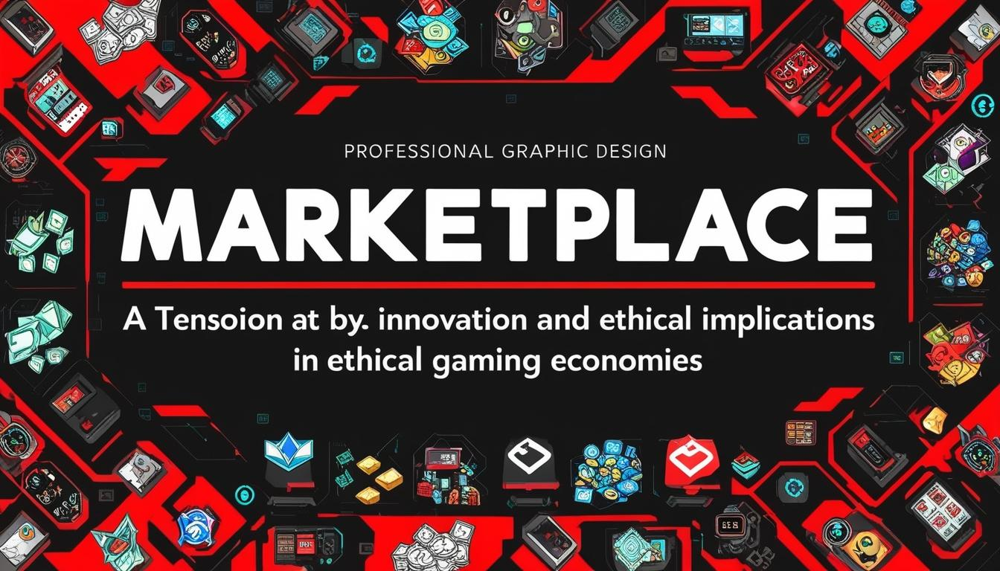 PROFESSIONAL GRAPHIC DESIGN
MARKETPLACE
A Tensoion at by. innovation and ethical implications
in ethical gaming economies